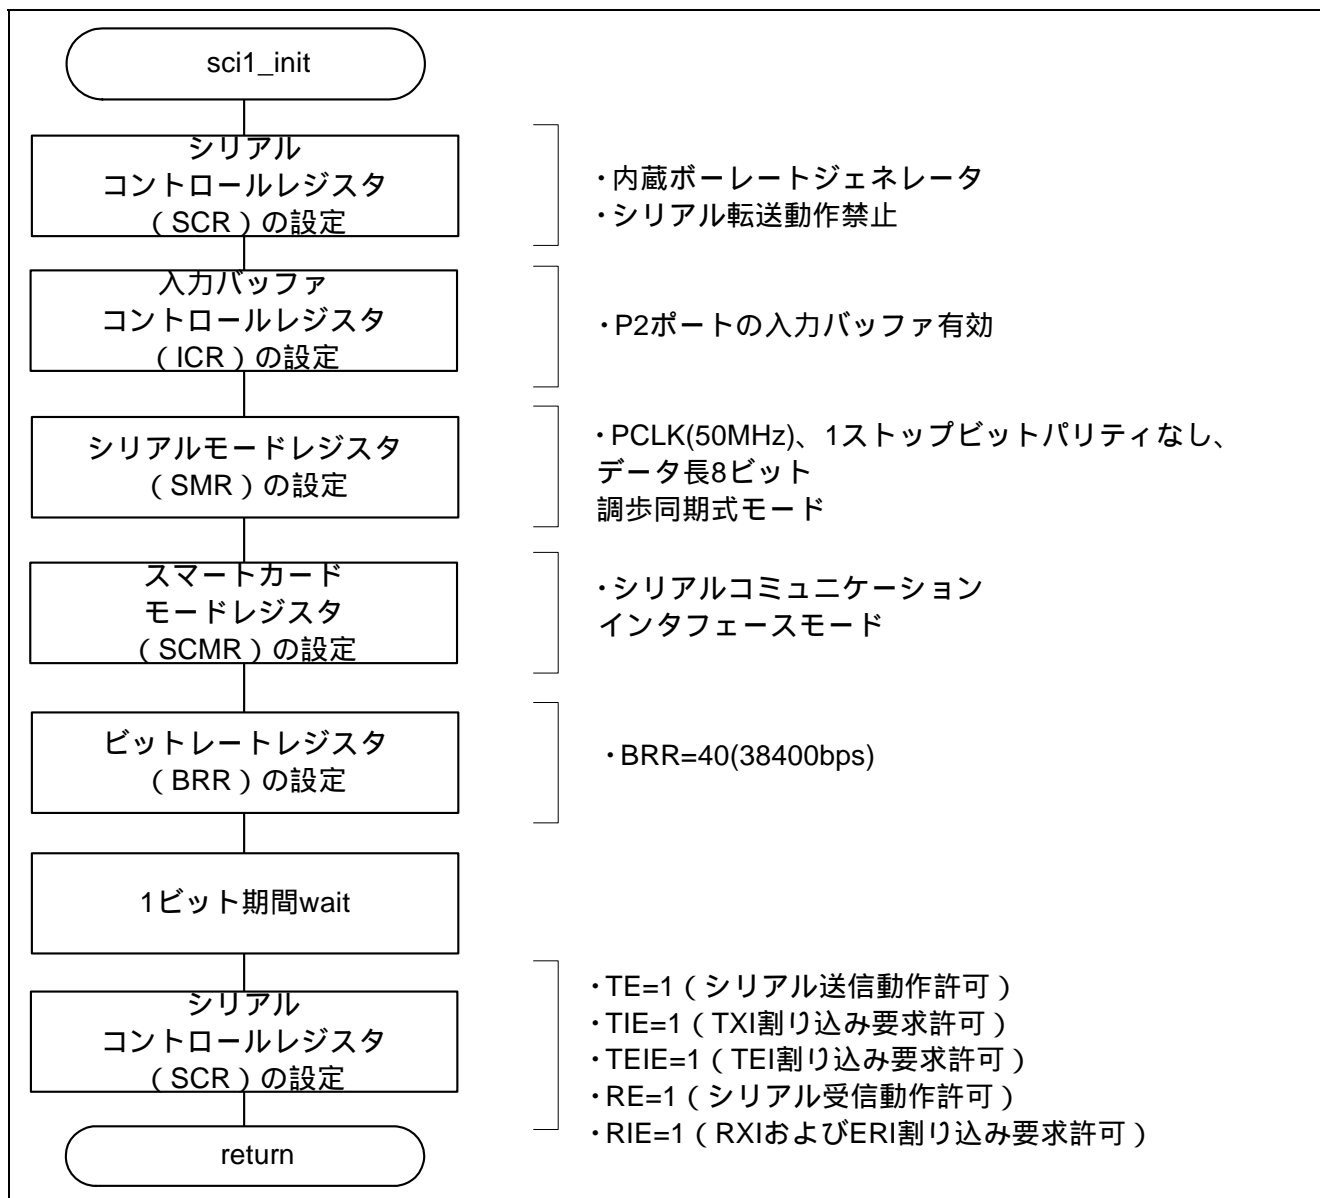 sci1_init
シリアル
コントロールレジスタ
（SCR）の設定
・内蔵ボーレートジェネレータ
・シリアル転送動作禁止
入力バッファ
コントロールレジスタ
（ICR）の設定
・P2ポートの入力バッファ有効
シリアルモードレジスタ
（SMR）の設定
・PCLK(50MHz)、1ストップビットパリティなし、
データ長8ビット
調歩同期式モード
スマートカード
モードレジスタ
（SCMR）の設定
・シリアルコミュニケーション
インタフェースモード
ビットレートレジスタ
（BRR）の設定
・BRR=40(38400bps)
1ビット期間wait
シリアル
コントロールレジスタ
（SCR）の設定
・TE=1（シリアル送信動作許可）
・TIE=1（TXI割り込み要求許可）
・TEIE=1（TEI割り込み要求許可）
・RE=1（シリアル受信動作許可）
・RIE=1（RXIおよびERI割り込み要求許可）
return